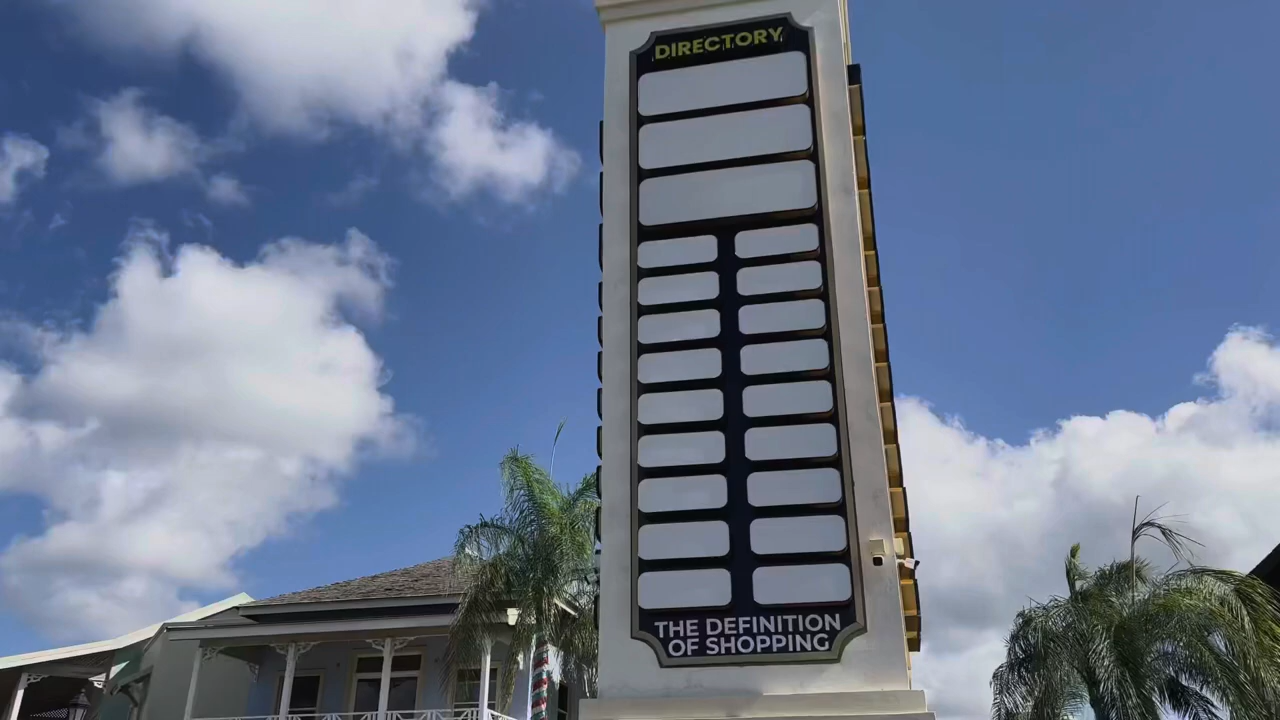 DIRECTORY
THE DEFINITION
OF SHOPPING